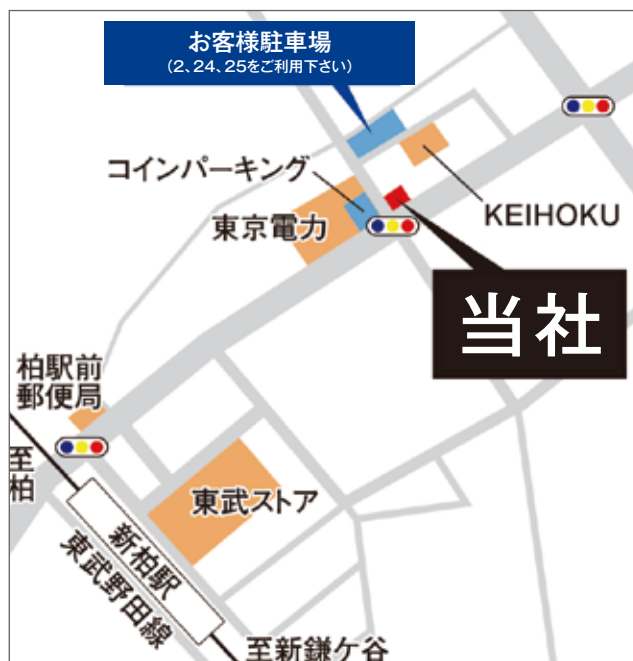 お客様駐車場
（2、24、25をご利用下さい）
コインパーキング
東京電力
KEIHOKU
当社
柏駅前
郵便局
至柏
東武ストア
新柏駅
東武野田線
至新鎌ケ谷